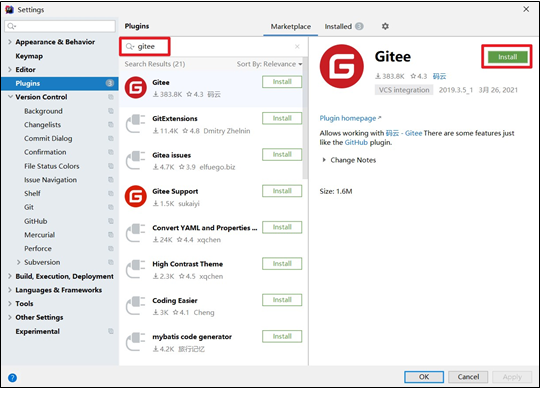 Settings
Plugins
Marketplace
Installed 3
Appearance & Behavior
Keymap
Editor
Plugins 3
Version Control
Background
Changelists
Commit Dialog
Confirmation
File Status Colors
Issue Navigation
Shelf
Git
GitHub
Mercurial
Perforce
Subversion
Build, Execution, Deployment
Languages & Frameworks
Tools
Other Settings
Experimental
gitee
Search Results (21)
Sort By: Relevance
Gitee
383.8K 4.3 码云
Install
GitExtensions
11.4K 4.8 Dmitry Zhelnin
Install
Gitea issues
4.7K 3.9 elfuego.biz
Install
Gitee Support
1.5K sukaiyi
Install
Convert YAML and Properties ...
24K 4.4 xqchen
Install
High Contrast Theme
2.3K 4.5 xqchen
Install
Coding Easier
3K 4.1 Cheng
Install
mybatis code generator
4.2K 旅行记忆
Install
Gitee
Install
383.8K 4.3 码云
VCS integration 2019.3.5_1 3月 26, 2021
Plugin homepage
Allows working with 码云 - Gitee There are some features just
like the GitHub plugin.
Change Notes
Size: 1.6M
?
OK
Cancel
Apply